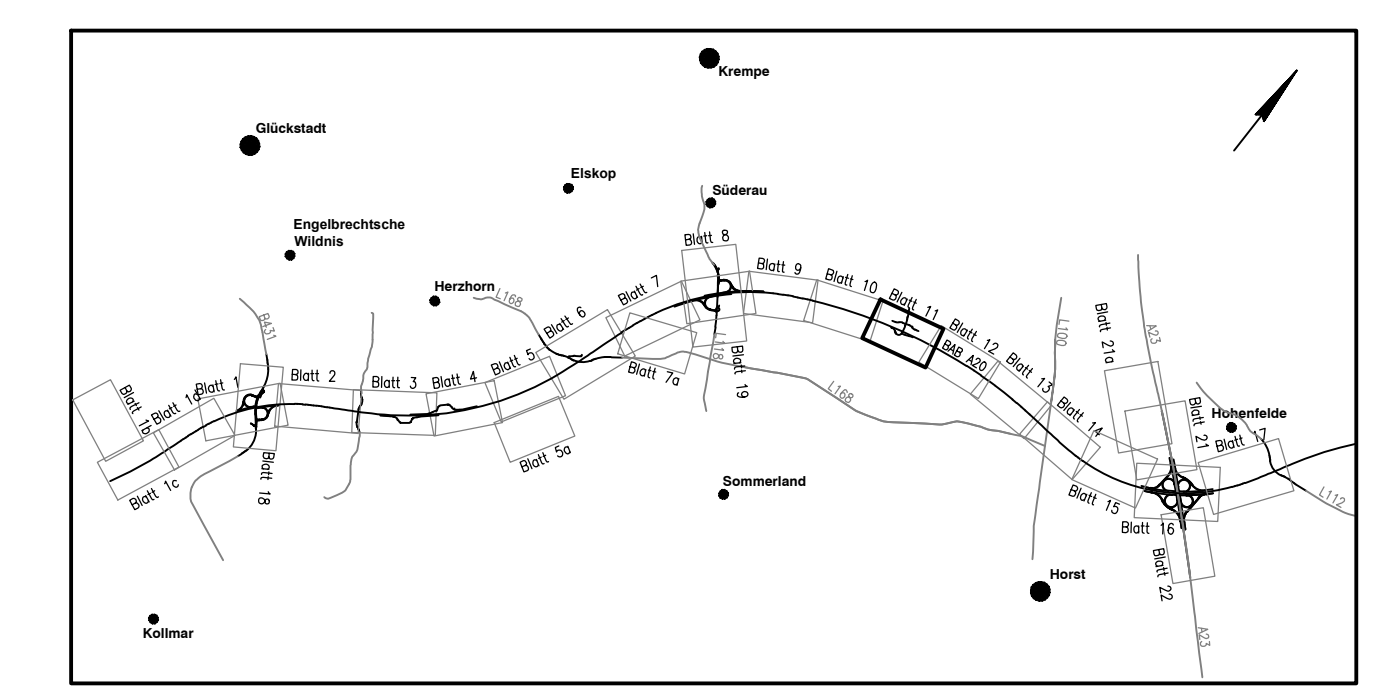 Krempe
Glückstadt
Elskop
Süderau
Engelbrechtsche
Wildnis
Herzhorn
L168
B431
Blatt 8
Blatt 9
Blatt 10
Blatt 11
Blatt 12
BAB A20
Blatt 13
Blatt 14
L100
Blatt 21a
A23
Blatt 7
Blatt 6
Blatt 5
Blatt 4
Blatt 3
Blatt 2
Blatt 1
Blatt 1a
Blatt 1b
Blatt 1c
Blatt 18
Blatt 5a
Blatt 7a
L118
Blatt 19
L168
Blatt 21
Hohenfelde
Blatt 17
L112
Sommerland
Blatt 15
Blatt 16
Blatt 22
Horst
A23
Kollmar